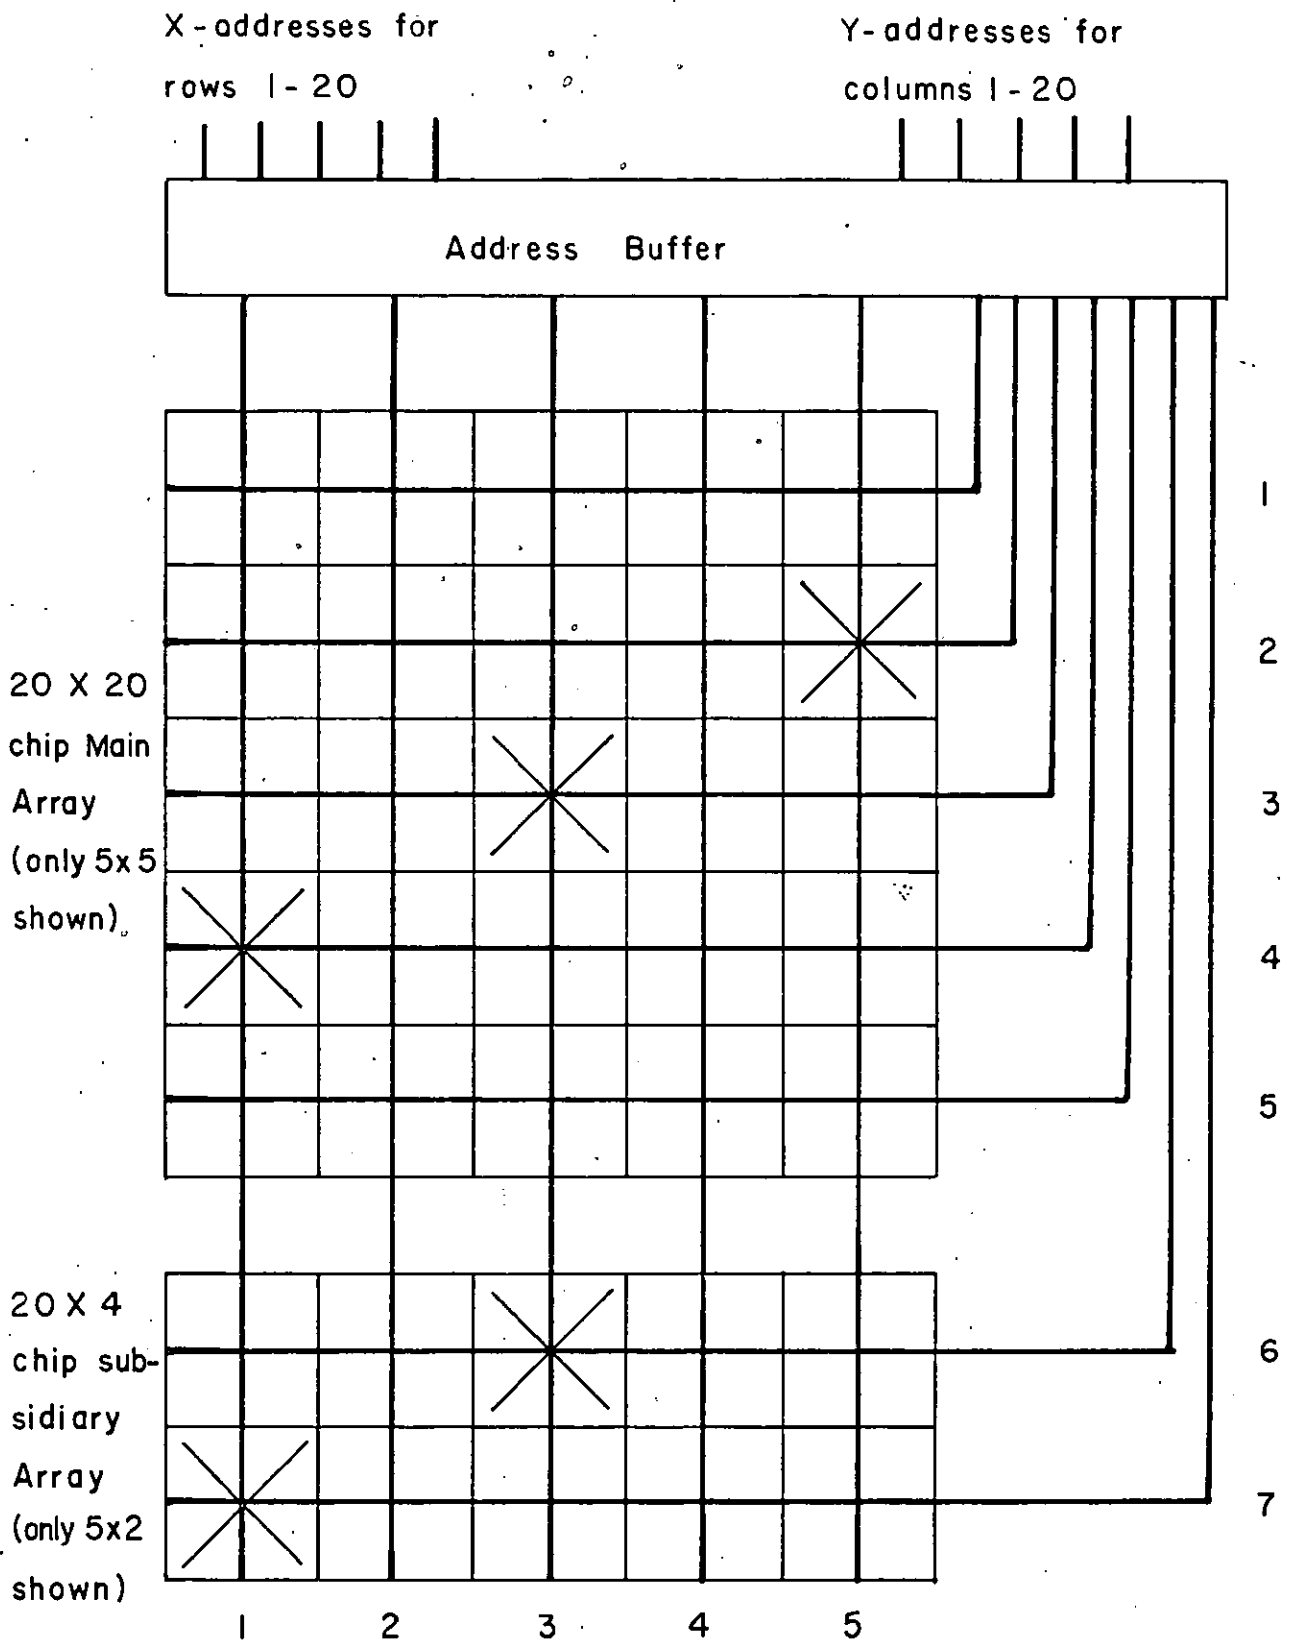 X-addresses for
rows 1-20
Y-addresses for
columns 1-20
Address Buffer
1
2
20 X 20
chip Main
Array
(only 5x5
shown)
3
4
5
20 X 4
chip sub-
sidiary
Array
(only 5x2
shown)
6
7
1 2 3 4 5